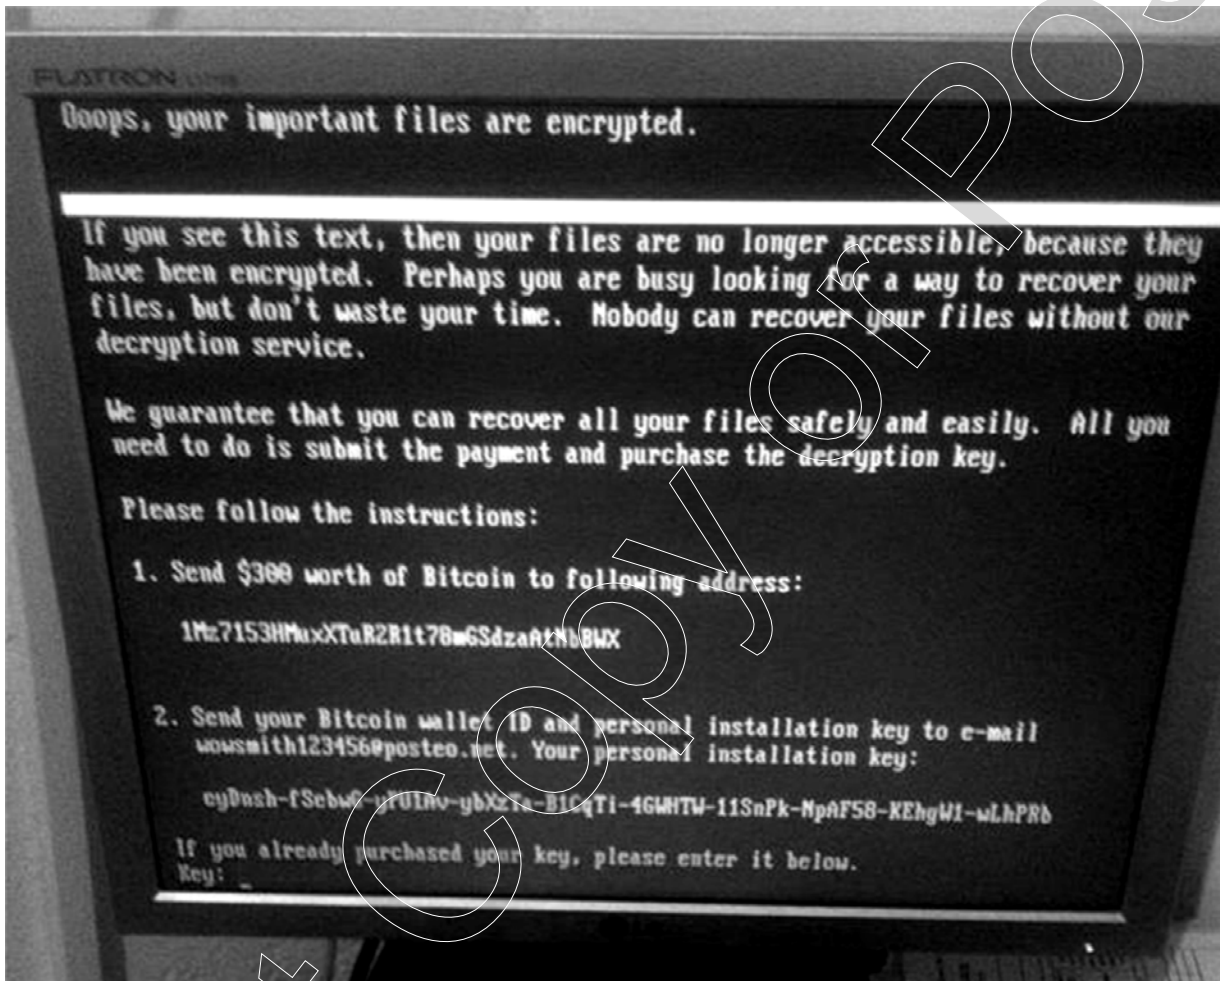 FLATRON
Ooops, your important files are encrypted.
If you see this text, then your files are no longer accessible, because they
have been encrypted. Perhaps you are busy looking for a way to recover your
files, but don't waste your time. Nobody can recover your files without our
decryption service.
We guarantee that you can recover all your files safely and easily. All you
need to do is submit the payment and purchase the decryption key.
Please follow the instructions:
1. Send $300 worth of Bitcoin to following address:
1Mz7153HMuxXTuR2R1t78mGSdzaAtNbBWX
2. Send your Bitcoin wallet ID and personal installation key to e-mail
wowsmith123456@posteo.net. Your personal installation key:
If you already purchased your key, please enter it below.
Key: _
Copy or Pos